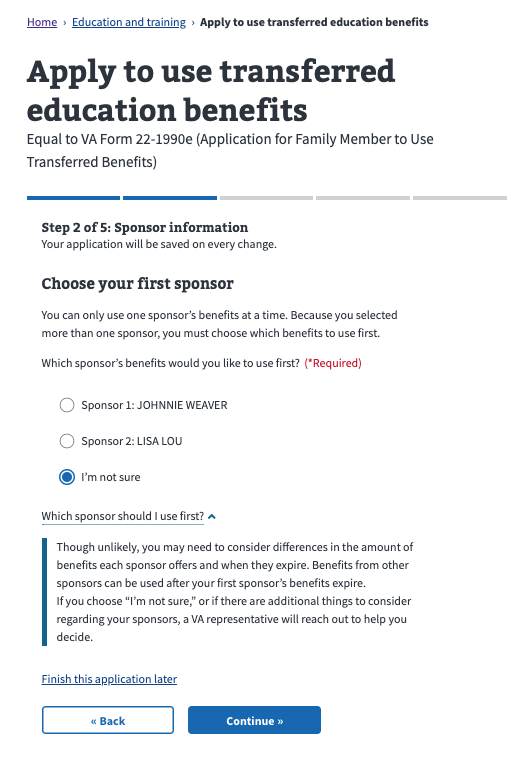 Home › Education and training › Apply to use transferred education benefits
Apply to use transferred
education benefits
Equal to VA Form 22-1990e (Application for Family Member to Use
Transferred Benefits)
Step 2 of 5: Sponsor information
Your application will be saved on every change.
Choose your first sponsor
You can only use one sponsor’s benefits at a time. Because you selected
more than one sponsor, you must choose which benefits to use first.
Which sponsor’s benefits would you like to use first? (*Required)
Sponsor 1: JOHNNIE WEAVER
Sponsor 2: LISA LOU
I’m not sure
Which sponsor should I use first?
Though unlikely, you may need to consider differences in the amount of
benefits each sponsor offers and when they expire. Benefits from other
sponsors can be used after your first sponsor’s benefits expire.
If you choose “I’m not sure,” or if there are additional things to consider
regarding your sponsors, a VA representative will reach out to help you
decide.
Finish this application later
« Back
Continue »